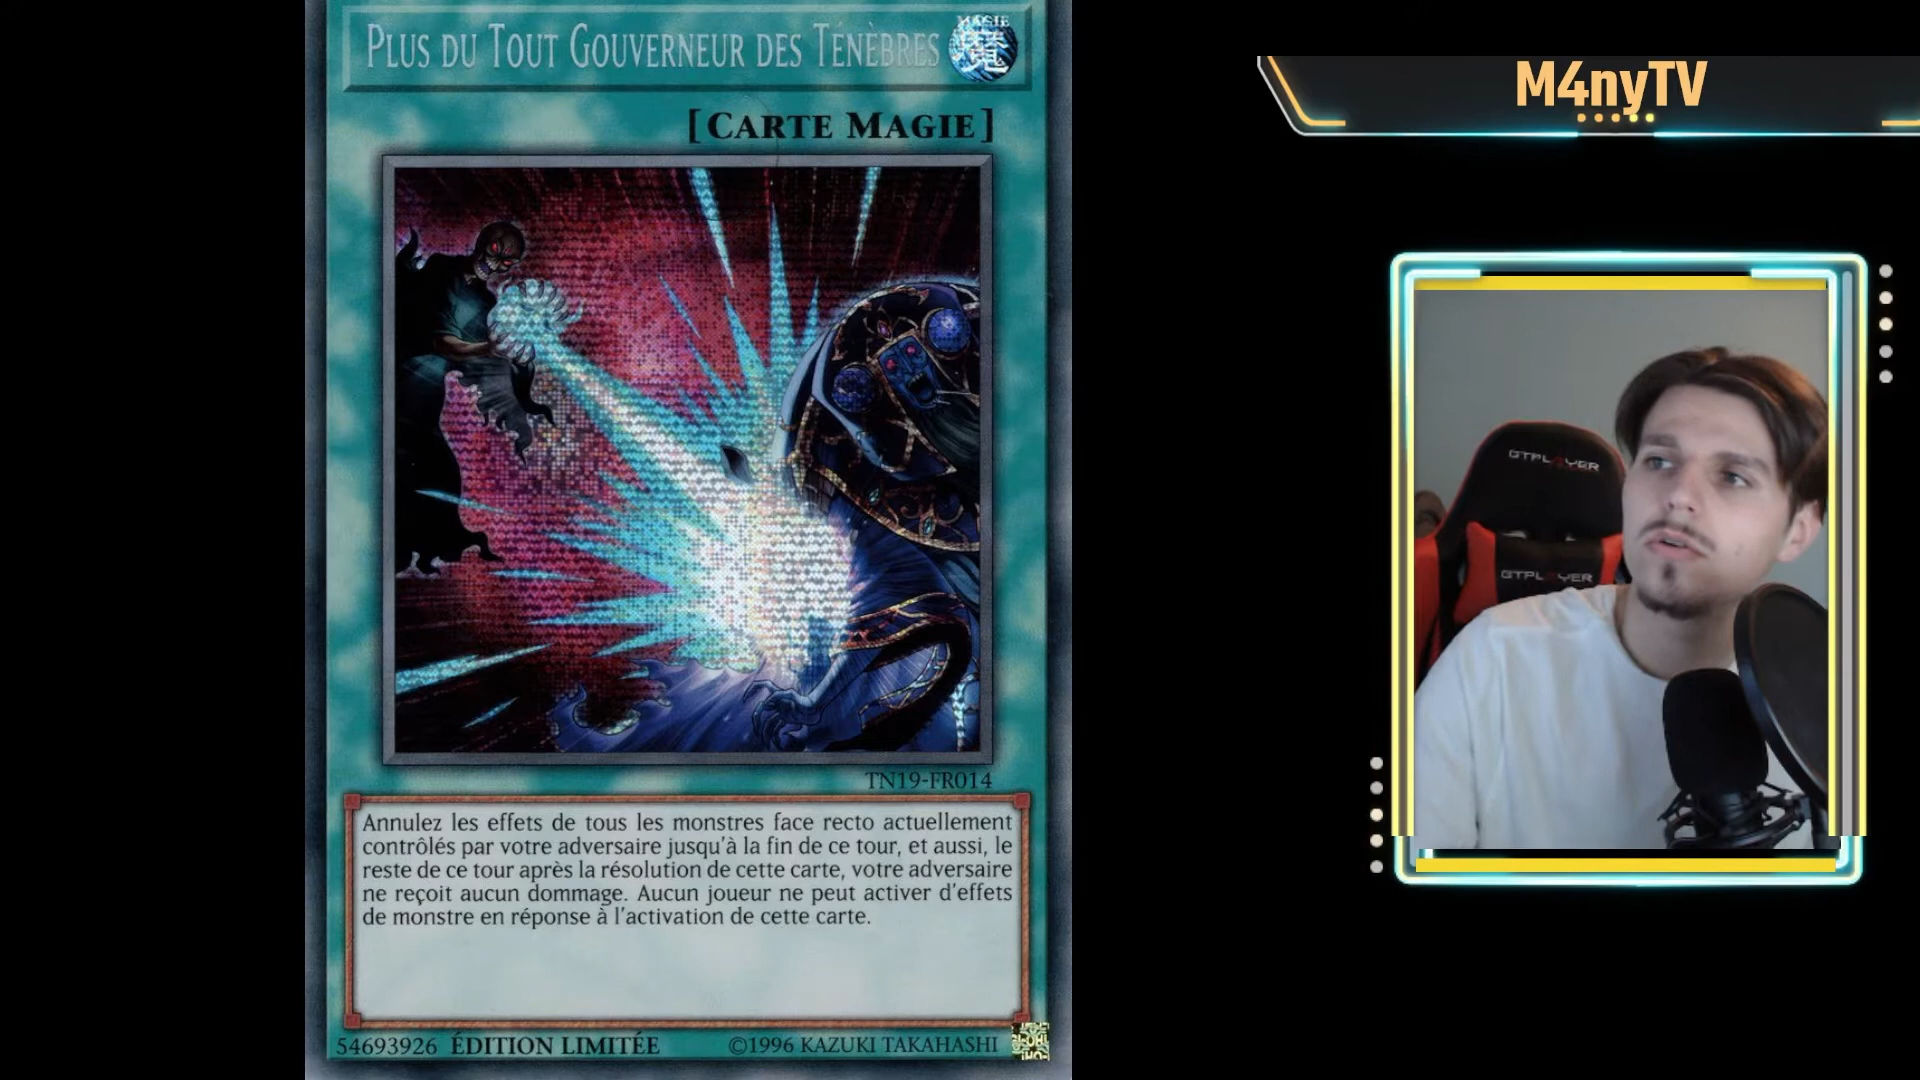 PLUS DU TOUT GOUVERNEUR DES TÉNÈBRES
MAGIE
魔
[CARTE MAGIE]
TN19-FR014
Annulez les effets de tous les monstres face recto actuellement
contrôlés par votre adversaire jusqu'à la fin de ce tour, et aussi, le
reste de ce tour après la résolution de cette carte, votre adversaire
ne reçoit aucun dommage. Aucun joueur ne peut activer d'effets
de monstre en réponse à l'activation de cette carte.
54693926 ÉDITION LIMITÉE ©1996 KAZUKI TAKAHASHI
M4nyTV
GTPLAYER
GTPLAYER